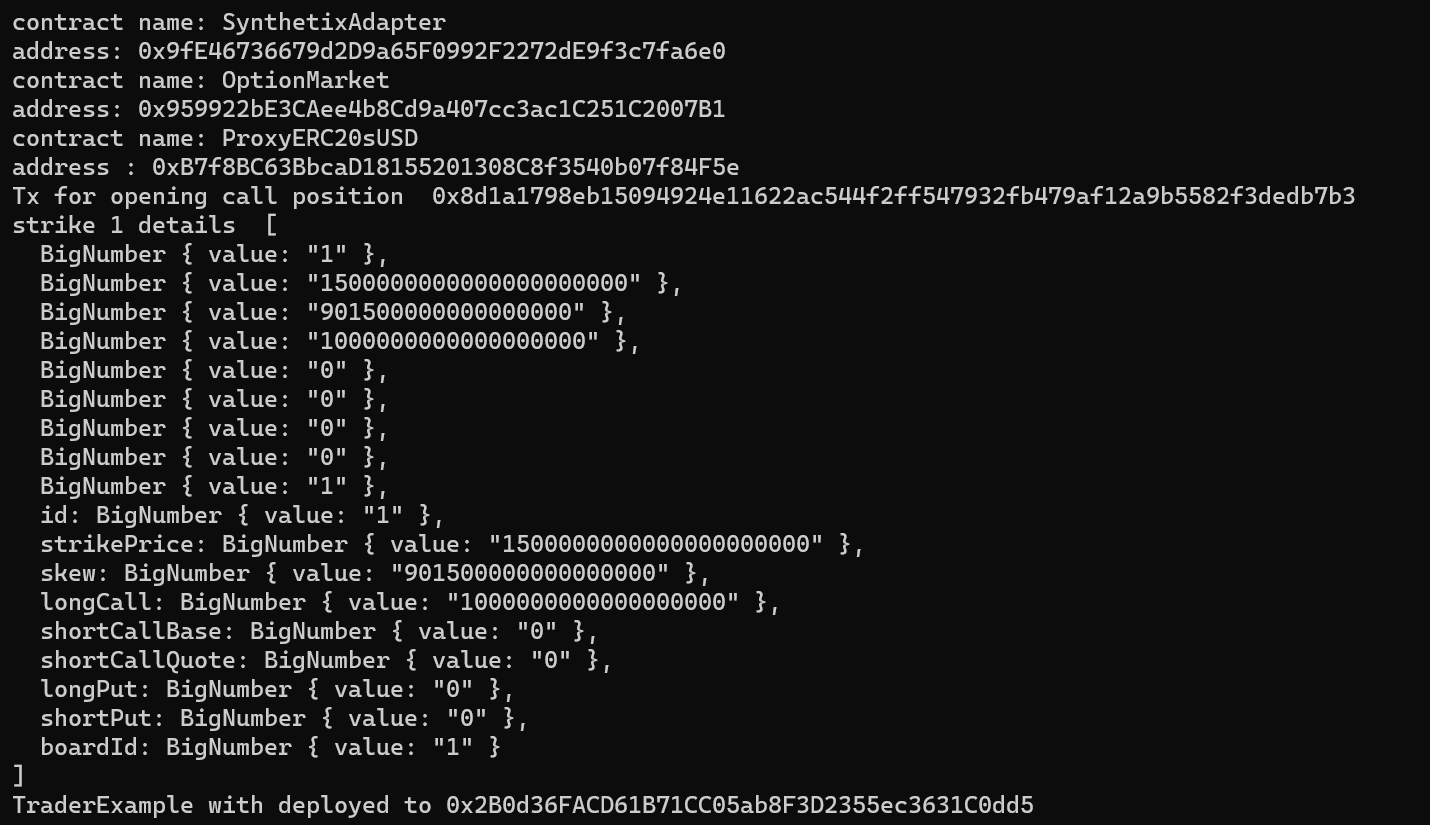 contract name: SynthetixAdapter
address: 0x9fE46736679d2D9a65F0992F2272dE9f3c7fa6e0
contract name: OptionMarket
address: 0x959922bE3CAee4b8Cd9a407cc3ac1C251C2007B1
contract name: ProxyERC20sUSD
address : 0xB7f8BC63BbcaD18155201308C8f3540b07f84F5e
Tx for opening call position  0x8d1a1798eb15094924e11622ac544f2ff547932fb479af12a9b5582f3dedb7b3
strike 1 details  [
  BigNumber { value: "1" },
  BigNumber { value: "1500000000000000000000" },
  BigNumber { value: "901500000000000000" },
  BigNumber { value: "1000000000000000000" },
  BigNumber { value: "0" },
  BigNumber { value: "0" },
  BigNumber { value: "0" },
  BigNumber { value: "0" },
  BigNumber { value: "1" },
  id: BigNumber { value: "1" },
  strikePrice: BigNumber { value: "1500000000000000000000" },
  skew: BigNumber { value: "901500000000000000" },
  longCall: BigNumber { value: "1000000000000000000" },
  shortCallBase: BigNumber { value: "0" },
  shortCallQuote: BigNumber { value: "0" },
  longPut: BigNumber { value: "0" },
  shortPut: BigNumber { value: "0" },
  boardId: BigNumber { value: "1" }
]
TraderExample with deployed to 0x2B0d36FACD61B71CC05ab8F3D2355ec3631C0dd5